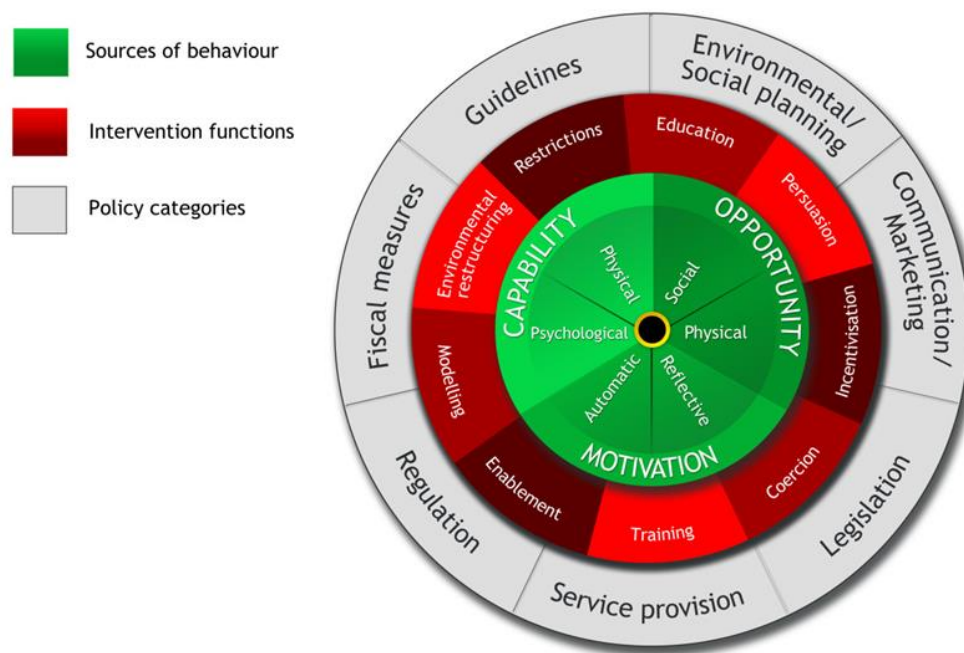 Sources of behaviour
Intervention functions
Policy categories
Guidelines
Environmental/
Social planning
Communication/
Marketing
Legislation
Service provision
Regulation
Fiscal measures
Restrictions
Education
Persuasion
Incentivisation
Coercion
Training
Enablement
Modelling
Environmental
restructuring
CAPABILITY
OPPORTUNITY
MOTIVATION
Physical
Social
Physical
Reflective
Automatic
Psychological